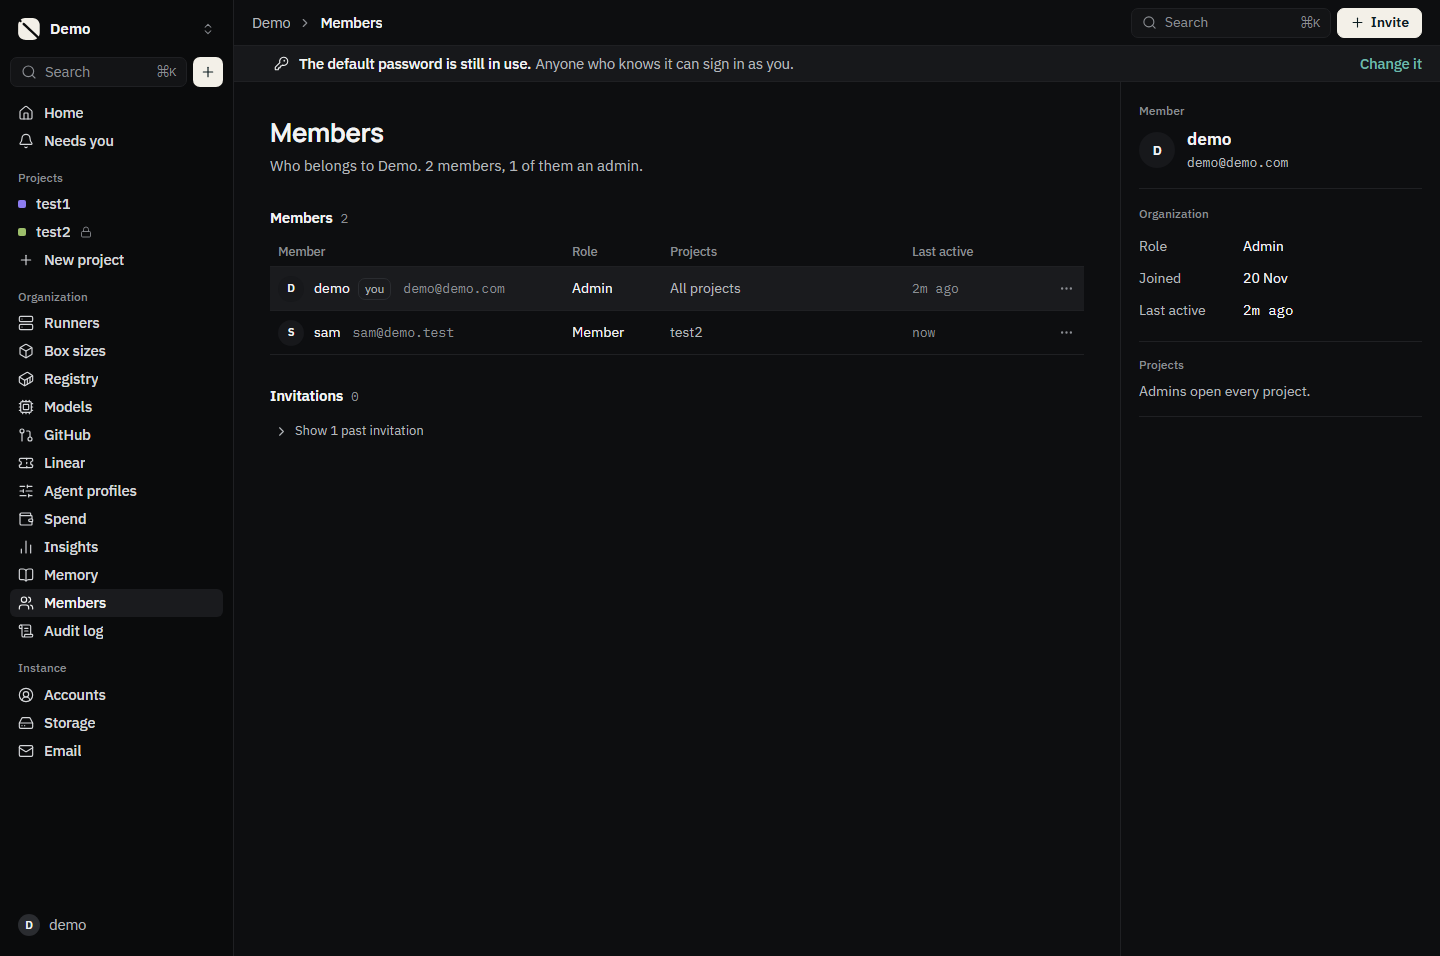 Demo
Search ⌘K
Home
Needs you
Projects
test1
test2
New project
Organization
Runners
Box sizes
Registry
Models
GitHub
Linear
Agent profiles
Spend
Insights
Memory
Members
Audit log
Instance
Accounts
Storage
Email
D demo
Demo > Members
Search ⌘K
+ Invite
The default password is still in use. Anyone who knows it can sign in as you.
Change it
Members
Who belongs to Demo. 2 members, 1 of them an admin.
Members 2
Member Role Projects Last active
D demo you demo@demo.com Admin All projects 2m ago ···
S sam sam@demo.test Member test2 now ···
Invitations 0
Show 1 past invitation
Member
D demo
demo@demo.com
Organization
Role Admin
Joined 20 Nov
Last active 2m ago
Projects
Admins open every project.